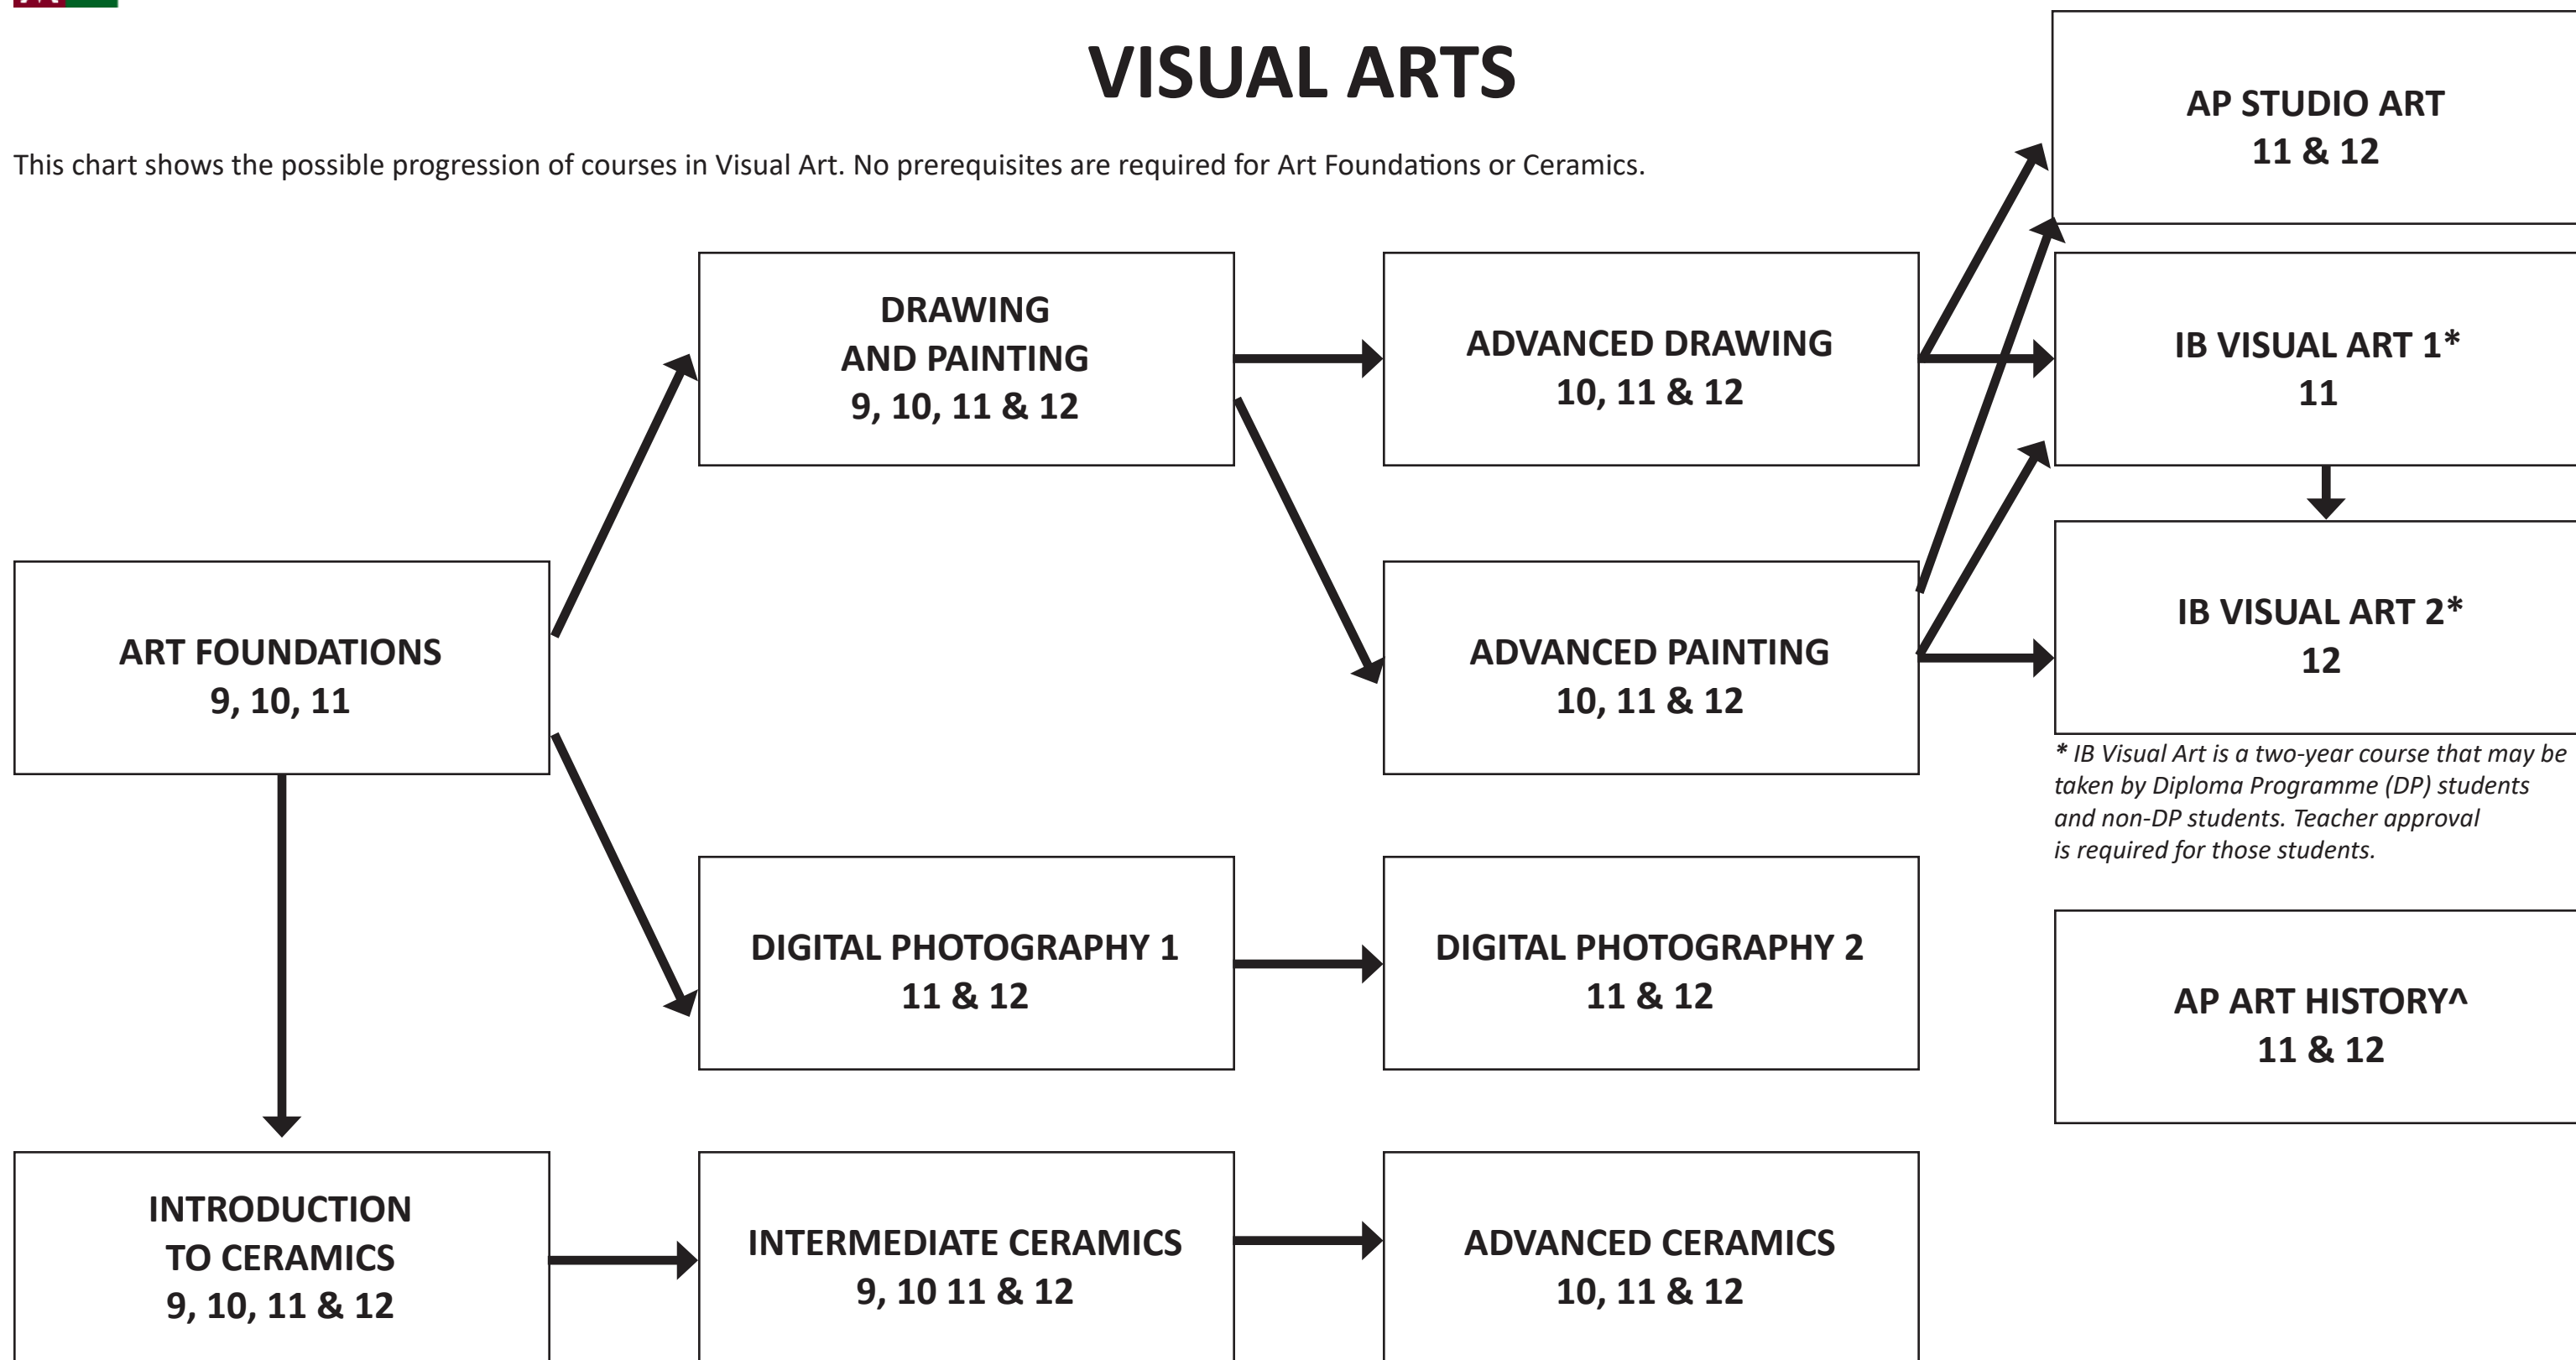 VISUAL ARTS
This chart shows the possible progression of courses in Visual Art. No prerequisites are required for Art Foundations or Ceramics.
AP STUDIO ART
11 & 12
DRAWING
AND PAINTING
9, 10, 11 & 12
ADVANCED DRAWING
10, 11 & 12
IB VISUAL ART 1*
11
ART FOUNDATIONS
9, 10, 11
ADVANCED PAINTING
10, 11 & 12
IB VISUAL ART 2*
12
* IB Visual Art is a two-year course that may be
taken by Diploma Programme (DP) students
and non-DP students. Teacher approval
is required for those students.
DIGITAL PHOTOGRAPHY 1
11 & 12
DIGITAL PHOTOGRAPHY 2
11 & 12
AP ART HISTORY^
11 & 12
INTRODUCTION
TO CERAMICS
9, 10, 11 & 12
INTERMEDIATE CERAMICS
9, 10 11 & 12
ADVANCED CERAMICS
10, 11 & 12